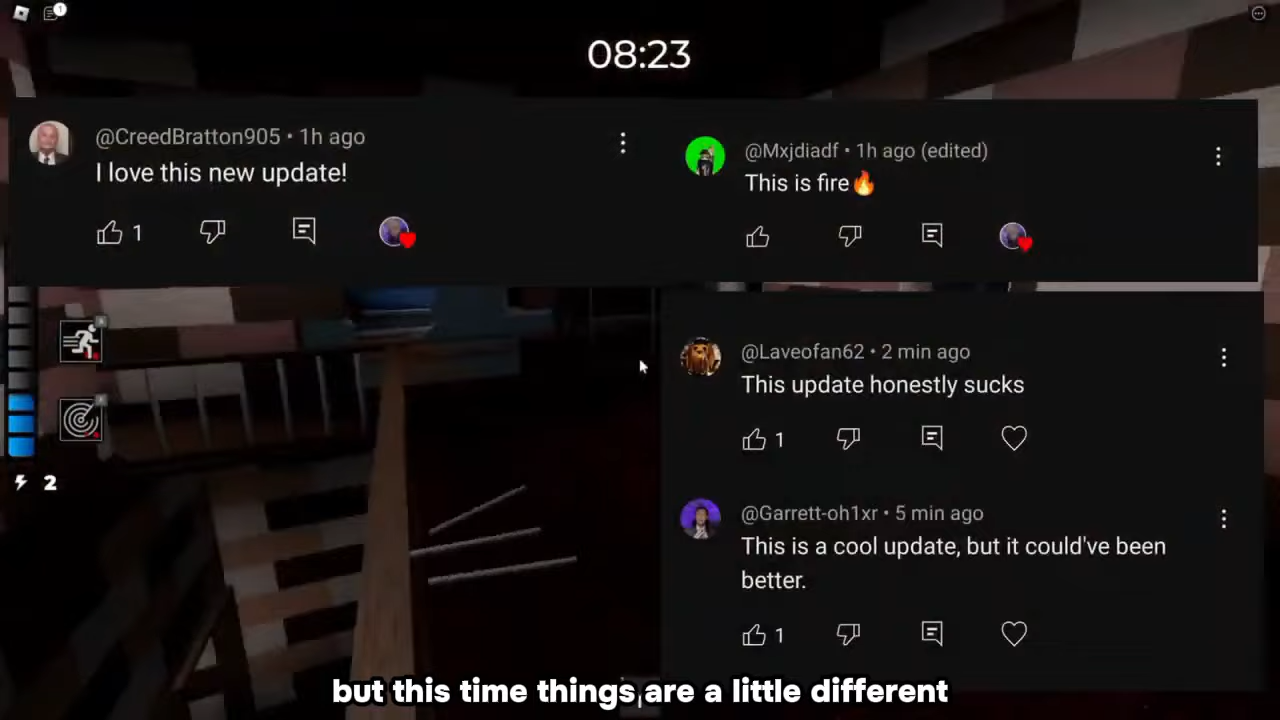 1
08:23
@CreedBratton905 • 1h ago
I love this new update!
1
@Mxjdiadf • 1h ago (edited)
This is fire🔥
@Laveofan62 • 2 min ago
This update honestly sucks
1
@Garrett-oh1xr • 5 min ago
This is a cool update, but it could've been
better.
1
2
but this time things are a little different